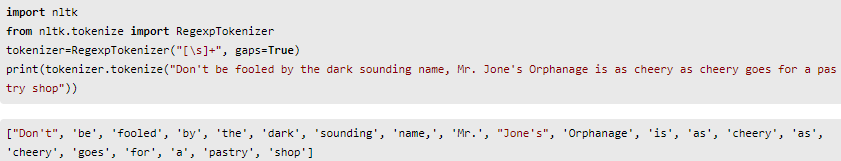 import nltk
from nltk.tokenize import RegexpTokenizer
tokenizer=RegexpTokenizer("[\s]+", gaps=True)
print(tokenizer.tokenize("Don't be fooled by the dark sounding name, Mr. Jone's Orphanage is as cheery as cheery goes for a pas
try shop"))
["Don't", 'be', 'fooled', 'by', 'the', 'dark', 'sounding', 'name,', 'Mr.', "Jone's", 'Orphanage', 'is', 'as', 'cheery', 'as',
'cheery', 'goes', 'for', 'a', 'pastry', 'shop']